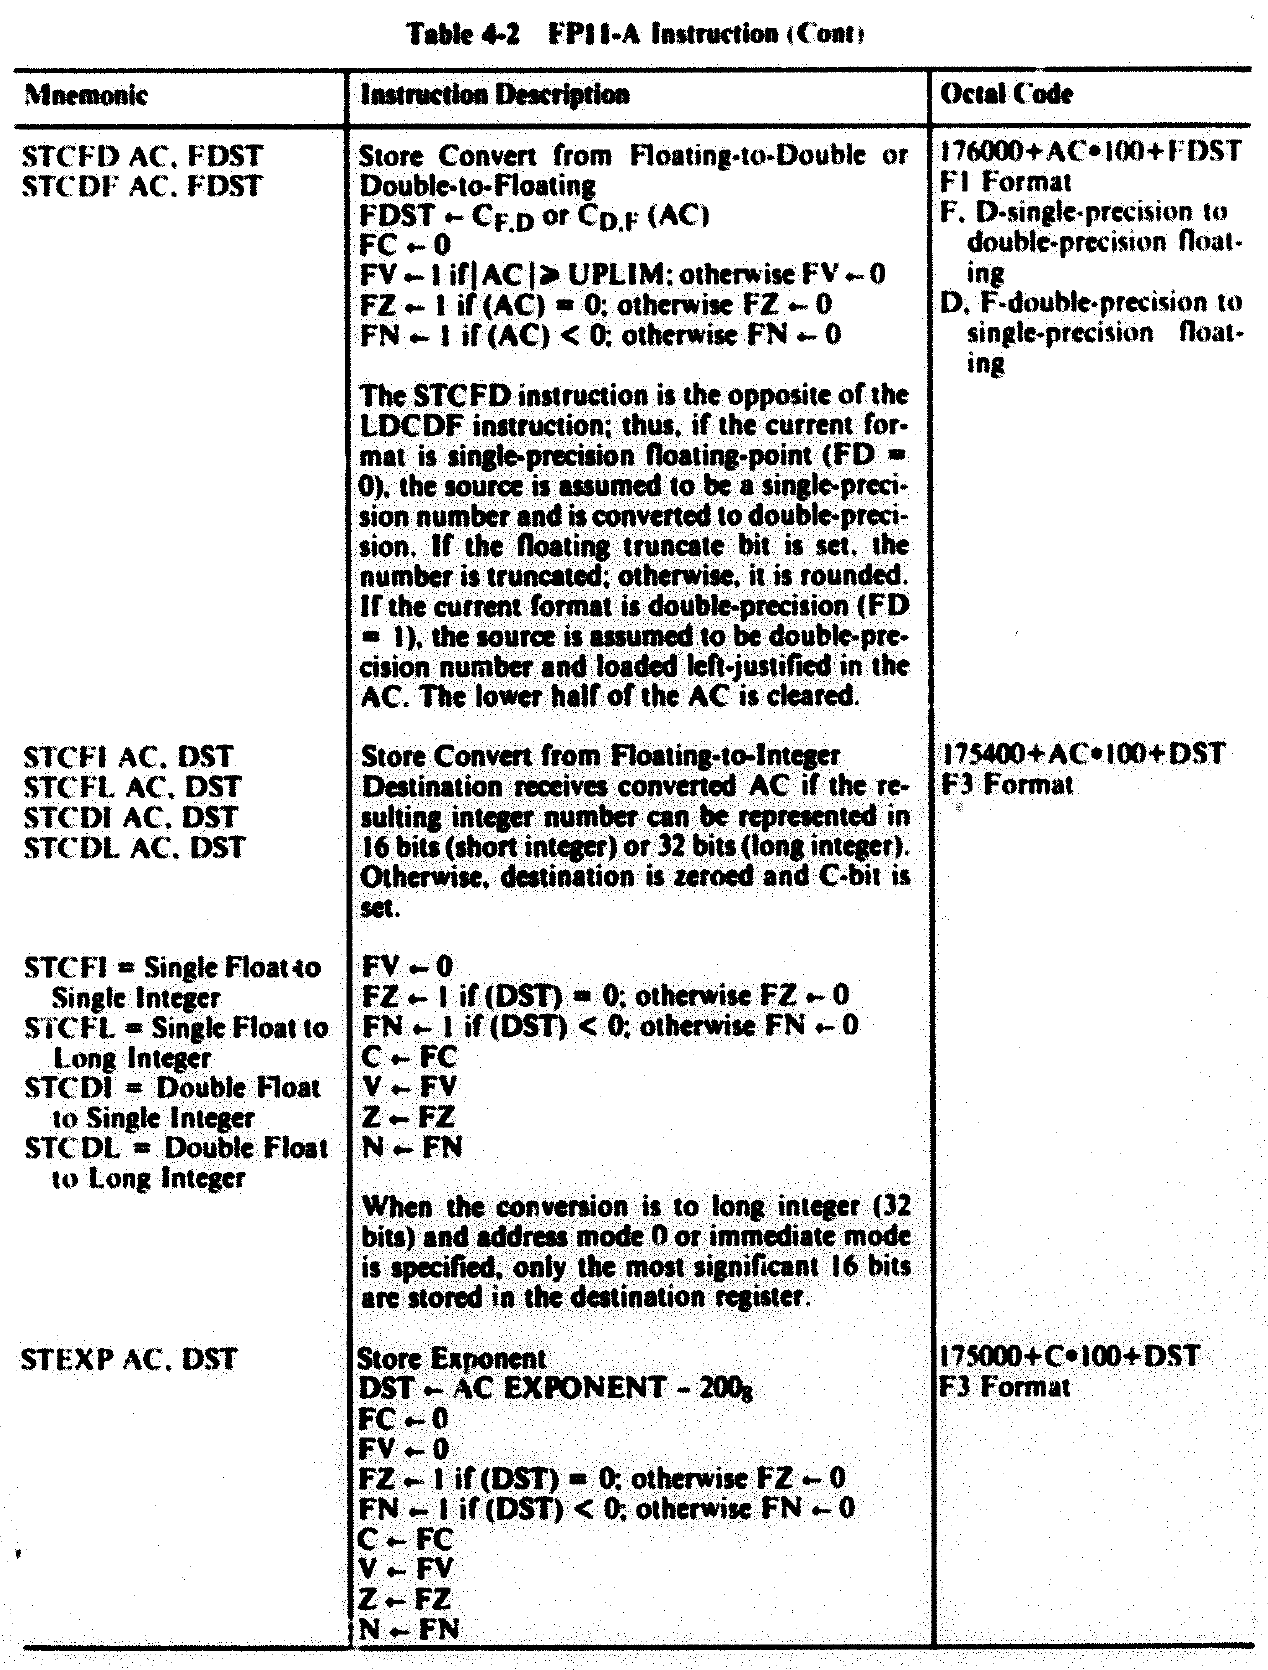 Table 4-2 FP11-A Instruction (Cont)
Mnemonic
Instruction Description
Octal Code
STCFD AC, FDST
STCDF AC, FDST
Store Convert from Floating-to-Double or
Double-to-Floating
FDST ← C_F,D or C_D,F (AC)
FC ← 0
FV ← 1 if |AC| ⩾ UPLIM; otherwise FV ← 0
FZ ← 1 if (AC) = 0; otherwise FZ ← 0
FN ← 1 if (AC) < 0; otherwise FN ← 0
The STCFD instruction is the opposite of the
LDCDF instruction; thus, if the current for-
mat is single-precision floating-point (FD =
0), the source is assumed to be a single-preci-
sion number and is converted to double-preci-
sion. If the floating truncate bit is set, the
number is truncated; otherwise, it is rounded.
If the current format is double-precision (FD
= 1), the source is assumed to be double-pre-
cision number and loaded left-justified in the
AC. The lower half of the AC is cleared.
176000+AC•100+FDST
F1 Format
F, D-single-precision to
double-precision float-
ing
D, F-double-precision to
single-precision float-
ing
STCFI AC, DST
STCFL AC, DST
STCDI AC, DST
STCDL AC, DST
Store Convert from Floating-to-Integer
Destination receives converted AC if the re-
sulting integer number can be represented in
16 bits (short integer) or 32 bits (long integer).
Otherwise, destination is zeroed and C-bit is
set.
175400+AC•100+DST
F3 Format
STCFI = Single Float to
Single Integer
STCFL = Single Float to
Long Integer
STCDI = Double Float
to Single Integer
STCDL = Double Float
to Long Integer
FV ← 0
FZ ← 1 if (DST) = 0; otherwise FZ ← 0
FN ← 1 if (DST) < 0; otherwise FN ← 0
C ← FC
V ← FV
Z ← FZ
N ← FN
When the conversion is to long integer (32
bits) and address mode 0 or immediate mode
is specified, only the most significant 16 bits
are stored in the destination register.
STEXP AC, DST
Store Exponent
DST ← AC EXPONENT - 200₈
FC ← 0
FV ← 0
FZ ← 1 if (DST) = 0; otherwise FZ ← 0
FN ← 1 if (DST) < 0; otherwise FN ← 0
C ← FC
V ← FV
Z ← FZ
N ← FN
175000+C•100+DST
F3 Format